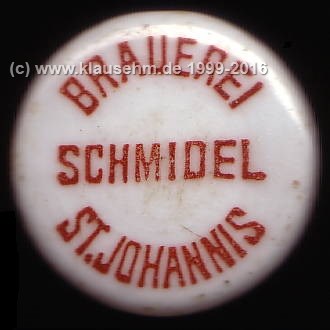 (c) www.klausehm.de 1999-2016
BRAUEREI
SCHMIDEL
ST.JOHANNIS